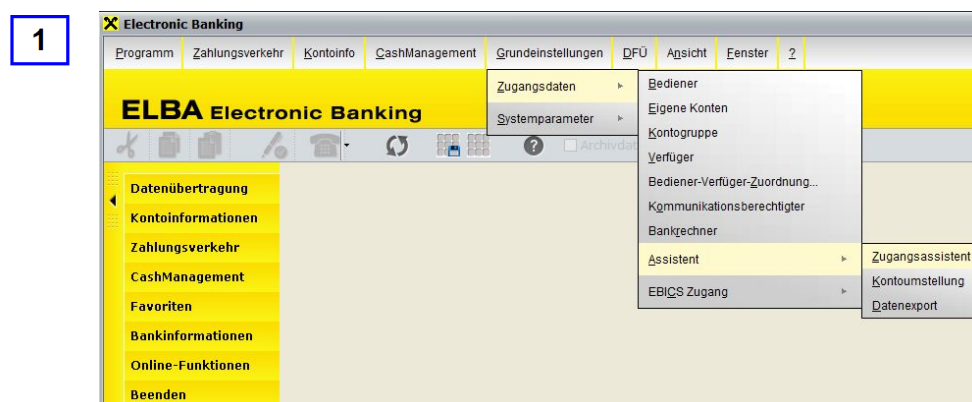 1
Electronic Banking
Programm Zahlungsverkehr Kontoinfo CashManagement Grundeinstellungen DFÜ Ansicht Fenster ?
ELBA Electronic Banking
Zugangsdaten
Systemparameter
Bediener
Eigene Konten
Kontogruppe
Verfüger
Bediener-Verfüger-Zuordnung...
Kommunikationsberechtigter
Bankrechner
Assistent
EBICS Zugang
Zugangsassistent
Kontoumstellung
Datenexport
Archivdat
Datenübertragung
Kontoinformationen
Zahlungsverkehr
CashManagement
Favoriten
Bankinformationen
Online-Funktionen
Beenden